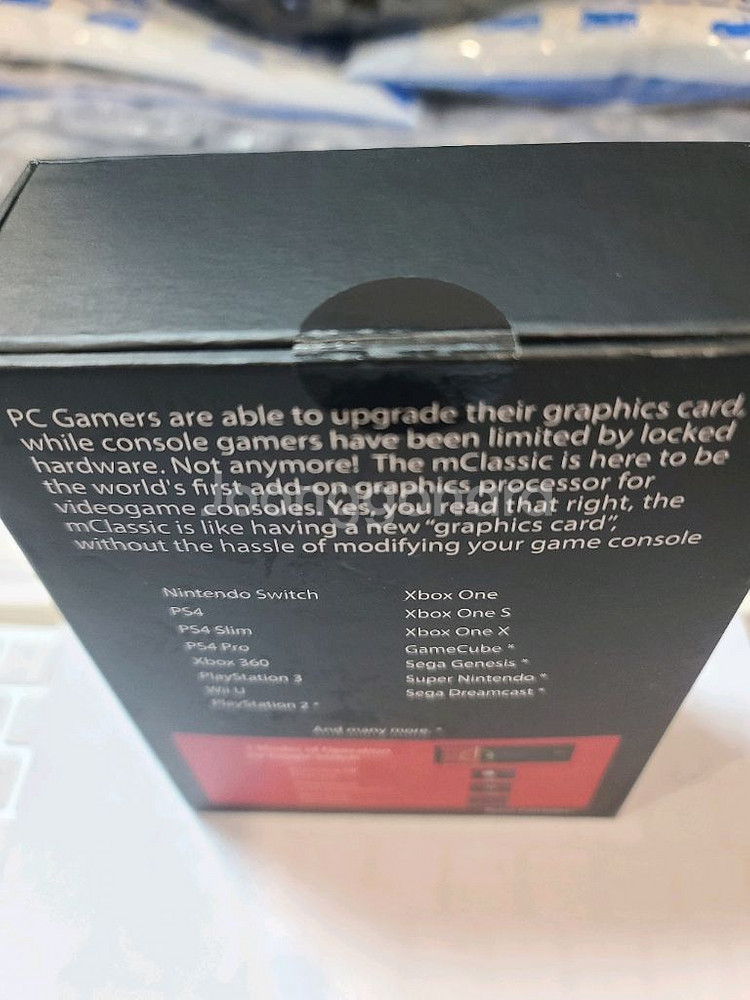 PC Gamers are able to upgrade their graphics card,
while console gamers have been limited by locked
hardware. Not anymore! The mClassic is here to be
the world's first add-on graphics processor for
videogame consoles. Yes, you read that right, the
mClassic is like having a new “graphics card”,
without the hassle of modifying your game console
Joonggonara
Nintendo Switch
PS4
PS4 Slim
PS4 Pro
Xbox 360
PlayStation 3
Wii U
PlayStation 2 *
Xbox One
Xbox One S
Xbox One X
GameCube *
Sega Genesis *
Super Nintendo *
Sega Dreamcast *
And many more. *
Modes of Operation